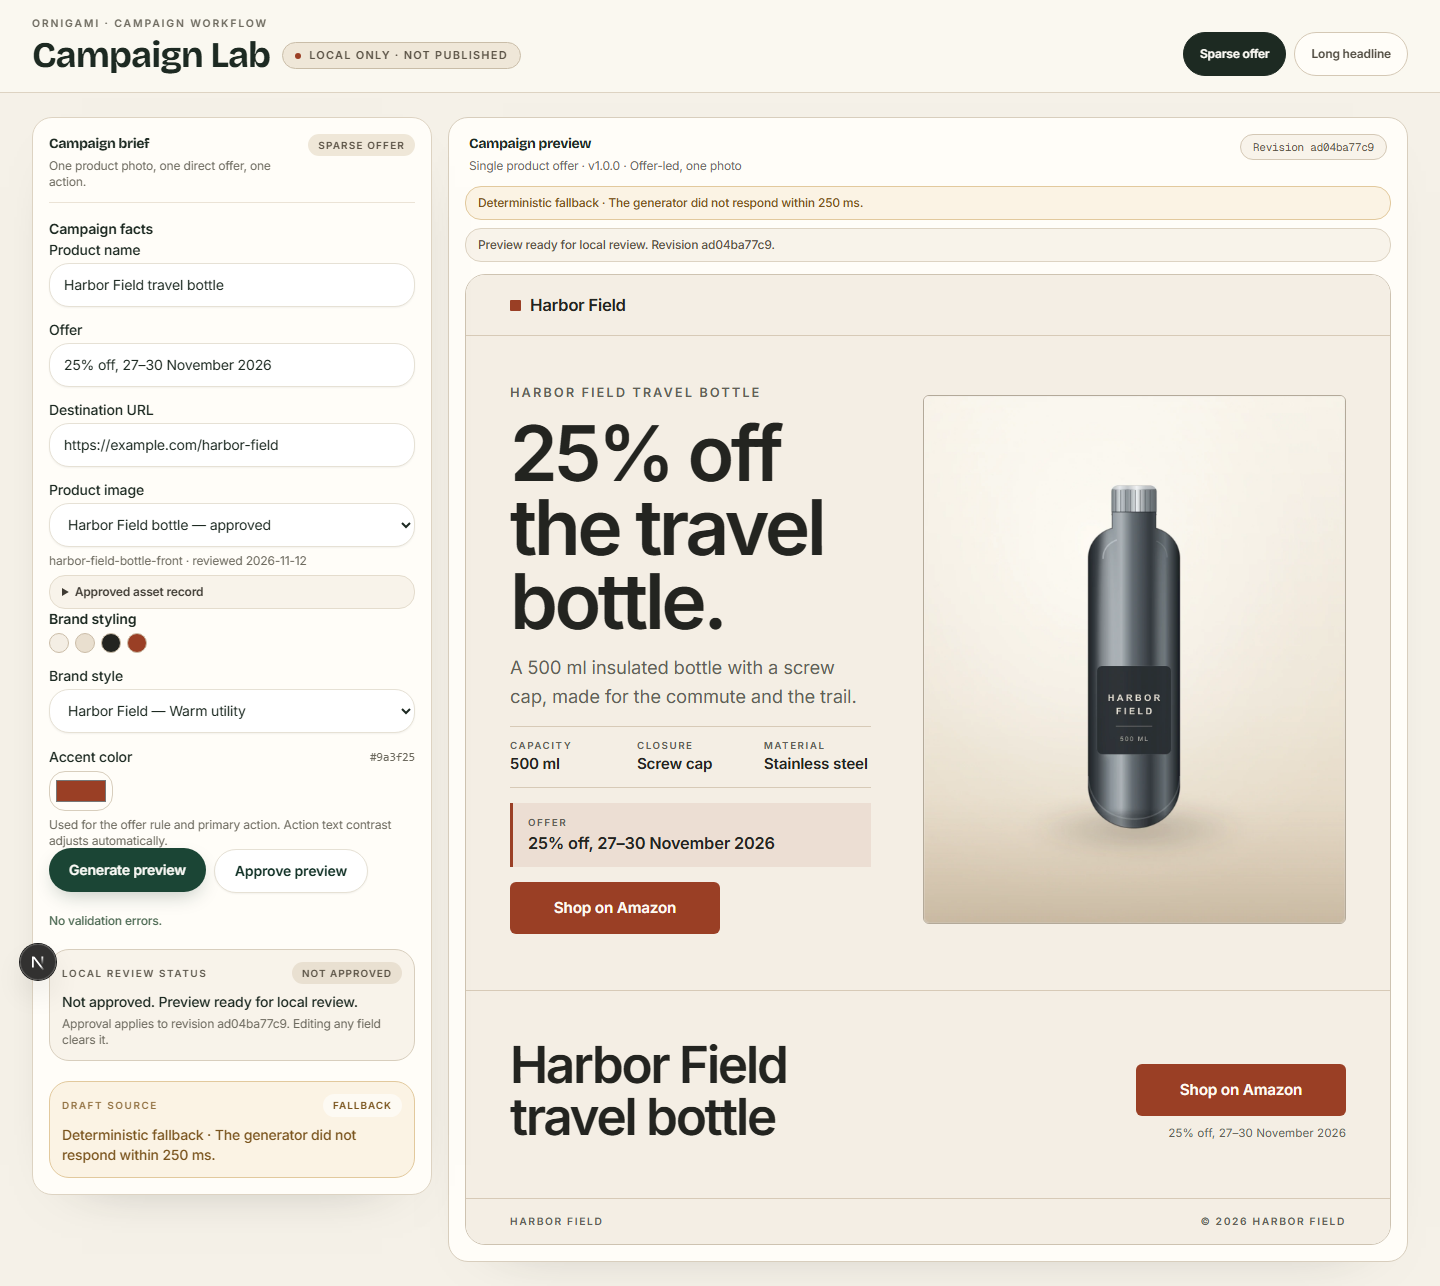 ORNIGAMI · CAMPAIGN WORKFLOW
Campaign Lab
LOCAL ONLY · NOT PUBLISHED
Sparse offer
Long headline
Campaign brief
SPARSE OFFER
One product photo, one direct offer, one
action.
Campaign facts
Product name
Harbor Field travel bottle
Offer
25% off, 27–30 November 2026
Destination URL
https://example.com/harbor-field
Product image
Harbor Field bottle — approved
harbor-field-bottle-front · reviewed 2026-11-12
Approved asset record
Brand styling
Brand style
Harbor Field — Warm utility
Accent color
#9a3f25
Used for the offer rule and primary action. Action text contrast
adjusts automatically.
Generate preview
Approve preview
No validation errors.
N
LOCAL REVIEW STATUS
NOT APPROVED
Not approved. Preview ready for local review.
Approval applies to revision ad04ba77c9. Editing any field
clears it.
DRAFT SOURCE
FALLBACK
Deterministic fallback · The generator did not
respond within 250 ms.
Campaign preview
Single product offer · v1.0.0 · Offer-led, one photo
Revision ad04ba77c9
Deterministic fallback · The generator did not respond within 250 ms.
Preview ready for local review. Revision ad04ba77c9.
Harbor Field
HARBOR FIELD TRAVEL BOTTLE
25% off
the travel
bottle.
A 500 ml insulated bottle with a screw
cap, made for the commute and the trail.
CAPACITY
500 ml
CLOSURE
Screw cap
MATERIAL
Stainless steel
OFFER
25% off, 27–30 November 2026
Shop on Amazon
HARBOR
FIELD
500 ML
Harbor Field
travel bottle
Shop on Amazon
25% off, 27–30 November 2026
HARBOR FIELD
© 2026 HARBOR FIELD